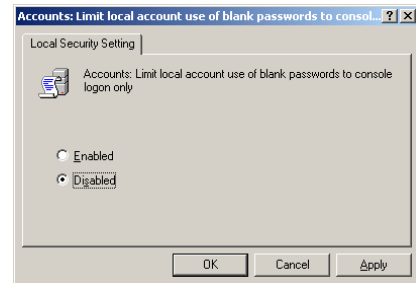 Accounts: Limit local account use of blank passwords to consol...
Local Security Setting
Accounts: Limit local account use of blank passwords to console
logon only
Enabled
Disabled
OK Cancel Apply